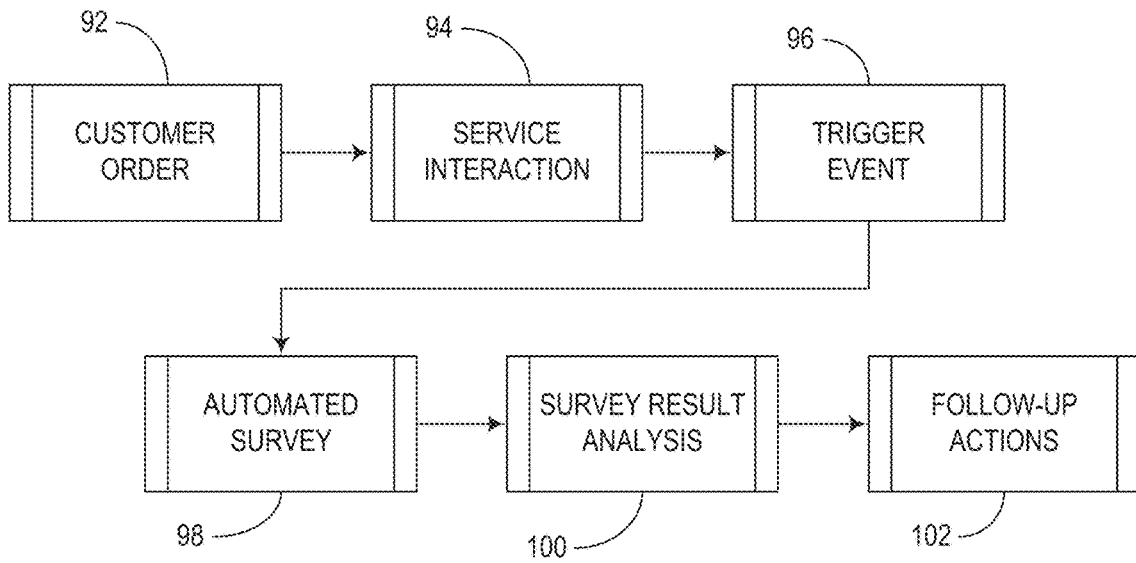 92
94
96
CUSTOMER
ORDER
SERVICE
INTERACTION
TRIGGER
EVENT
AUTOMATED
SURVEY
SURVEY RESULT
ANALYSIS
FOLLOW-UP
ACTIONS
98
100
102